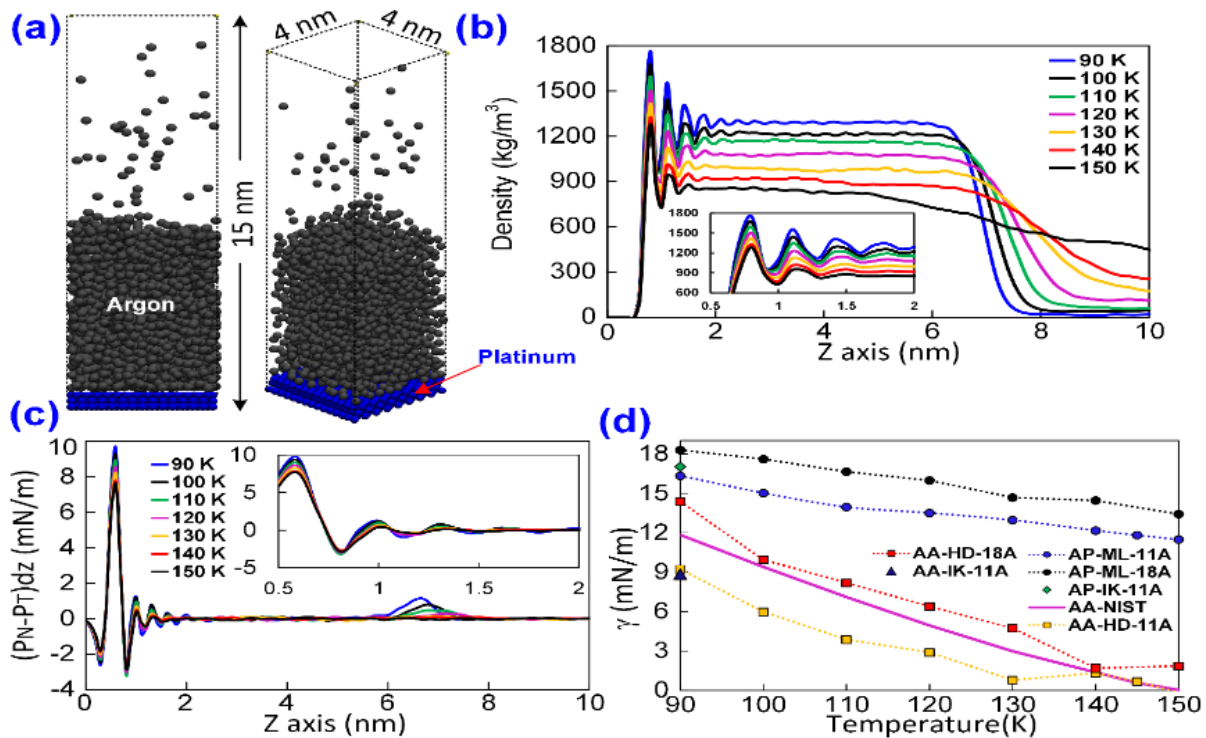 (a)
4 nm
4 nm
15 nm
Argon
Platinum
(b)
1800
1500
1200
900
600
300
0
Density (kg/m³)
90 K
100 K
110 K
120 K
130 K
140 K
150 K
1800
1500
1200
900
600
0.5
1
1.5
2
2
4
6
8
10
Z axis (nm)
(c)
10
8
6
4
2
0
-2
-4
(PN-PT)dz (mN/m)
90 K
100 K
110 K
120 K
130 K
140 K
150 K
10
5
0
-5
0.5
1
1.5
2
0
2
4
6
8
10
Z axis (nm)
(d)
18
15
12
9
6
3
0
γ (mN/m)
AA-HD-18A
AA-IK-11A
AP-ML-11A
AP-ML-18A
AP-IK-11A
AA-NIST
AA-HD-11A
90
100
110
120
130
140
150
Temperature(K)